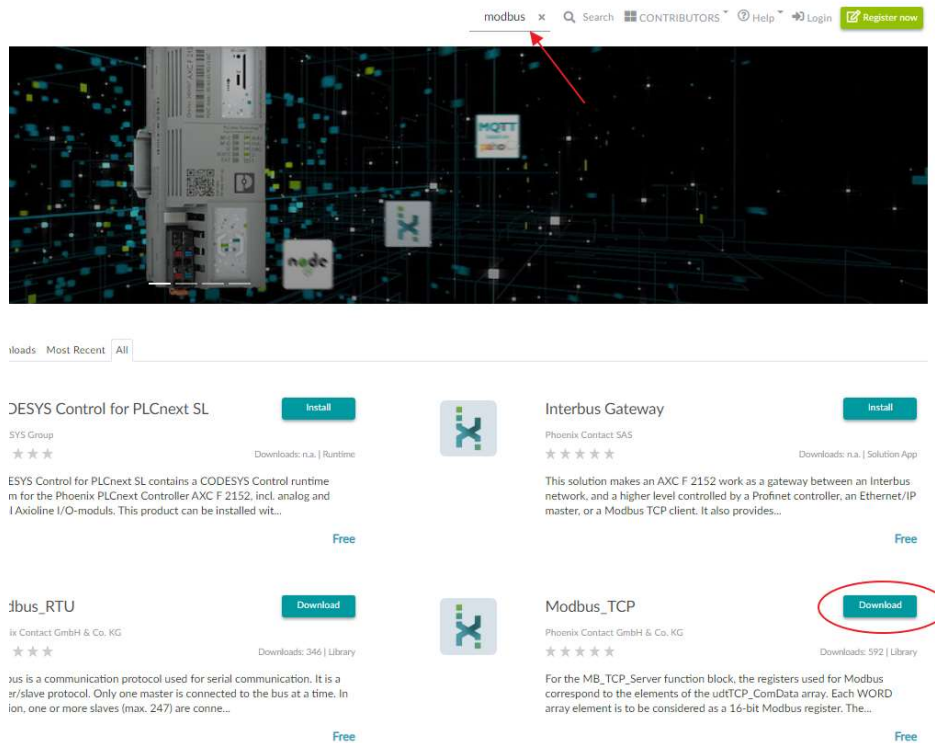 modbus × Search CONTRIBUTORS Help Login Register now
MQTT
node
nloads Most Recent All
DESYS Control for PLCnext SL
Install
SYS Group
Downloads: n.a. | Runtime
ESYS Control for PLCnext SL contains a CODESYS Control runtime
m for the Phoenix PLCnext Controller AXC F 2152, incl. analog and
l Axioline I/O-moduls. This product can be installed wit...
Free
Interbus Gateway
Install
Phoenix Contact SAS
Downloads: n.a. | Solution App
This solution makes an AXC F 2152 work as a gateway between an Interbus
network, and a higher level controlled by a Profinet controller, an Ethernet/IP
master, or a Modbus TCP client. It also provides...
Free
dbus_RTU
Download
ix Contact GmbH & Co. KG
Downloads: 346 | Library
bus is a communication protocol used for serial communication. It is a
er/slave protocol. Only one master is connected to the bus at a time. In
ion, one or more slaves (max. 247) are conne...
Free
Modbus_TCP
Download
Phoenix Contact GmbH & Co. KG
Downloads: 592 | Library
For the MB_TCP_Server function block, the registers used for Modbus
correspond to the elements of the udtTCP_ComData array. Each WORD
array element is to be considered as a 16-bit Modbus register. The...
Free